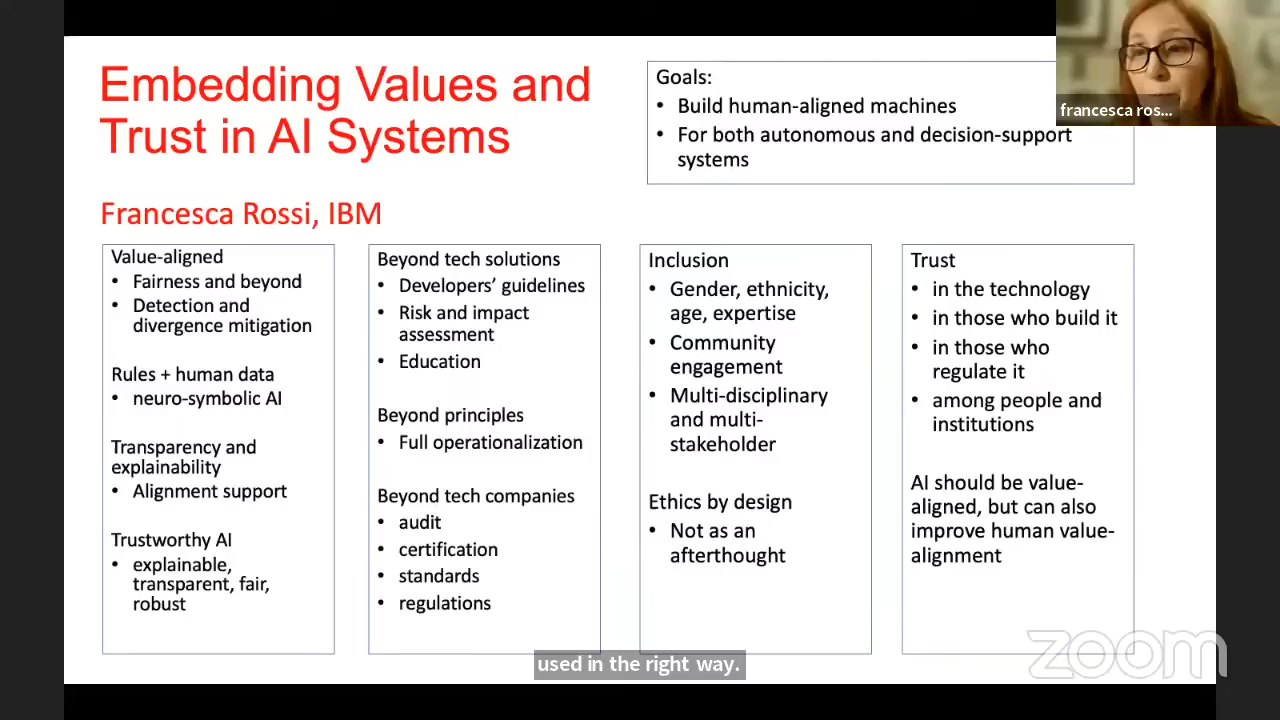 Embedding Values and
Trust in AI Systems
Francesca Rossi, IBM
Goals:
• Build human-aligned machines
• For both autonomous and decision-support
systems
francesca ros...
Value-aligned
• Fairness and beyond
• Detection and
divergence mitigation
Rules + human data
• neuro-symbolic AI
Transparency and
explainability
• Alignment support
Trustworthy AI
• explainable,
transparent, fair,
robust
Beyond tech solutions
• Developers’ guidelines
• Risk and impact
assessment
• Education
Beyond principles
• Full operationalization
Beyond tech companies
• audit
• certification
• standards
• regulations
Inclusion
• Gender, ethnicity,
age, expertise
• Community
engagement
• Multi-disciplinary
and multi-
stakeholder
Ethics by design
• Not as an
afterthought
Trust
• in the technology
• in those who build it
• in those who
regulate it
• among people and
institutions
AI should be value-
aligned, but can also
improve human value-
alignment
used in the right way.
zoom